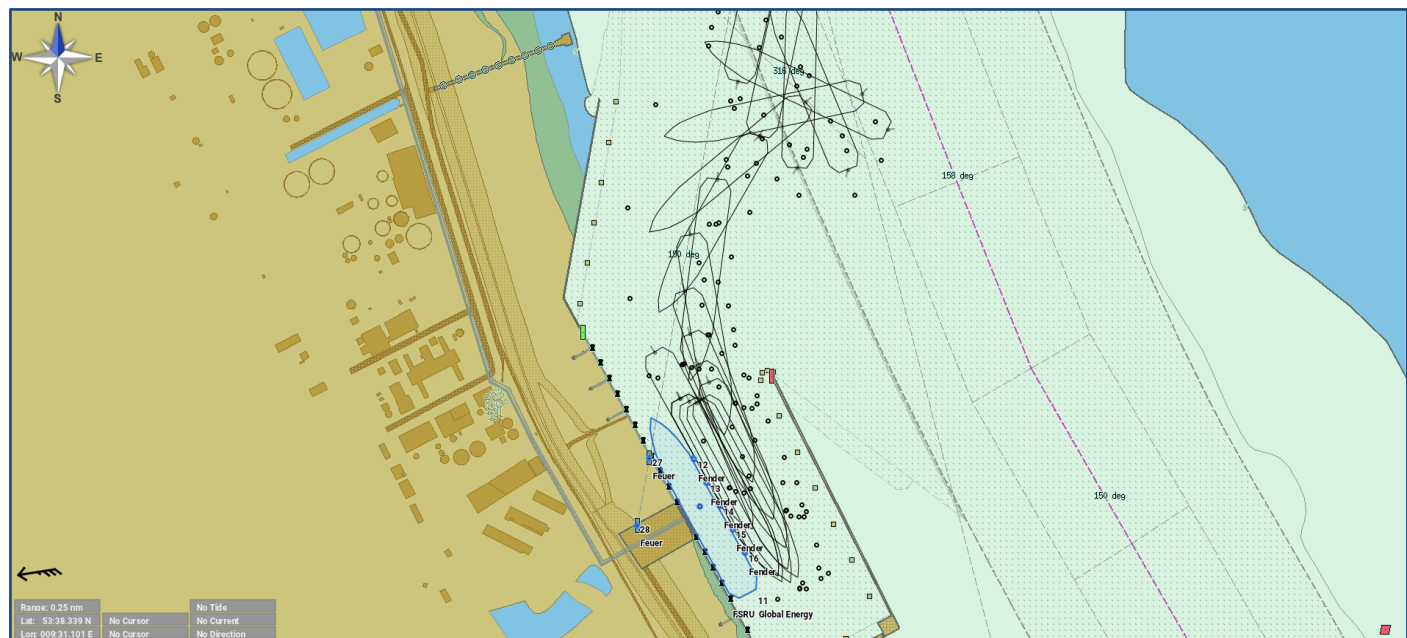 N
W
E
S
316 deg
158 deg
190 deg
27
Feuer
12
Fender
13
Fender
14
Fender
15
Fender
16
Fender
28
Feuer
150 deg
11
FSRU Global Energy
Range: 0.25 nm
No Tide
Lat: 53:38.339 N
No Cursor
No Current
Lon: 009:31.101 E
No Cursor
No Direction